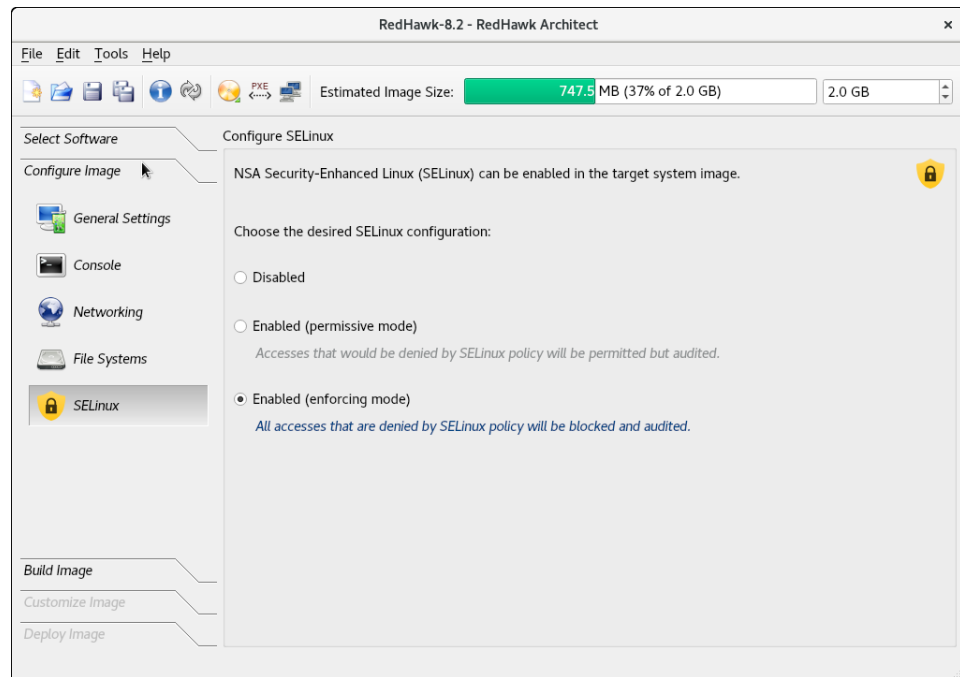 RedHawk-8.2 - RedHawk Architect
File Edit Tools Help
PXE
Estimated Image Size: 747.5 MB (37% of 2.0 GB) 2.0 GB
Select Software
Configure Image
General Settings
Console
Networking
File Systems
SELinux
Build Image
Customize Image
Deploy Image
Configure SELinux
NSA Security-Enhanced Linux (SELinux) can be enabled in the target system image.
Choose the desired SELinux configuration:
Disabled
Enabled (permissive mode)
Accesses that would be denied by SELinux policy will be permitted but audited.
Enabled (enforcing mode)
All accesses that are denied by SELinux policy will be blocked and audited.